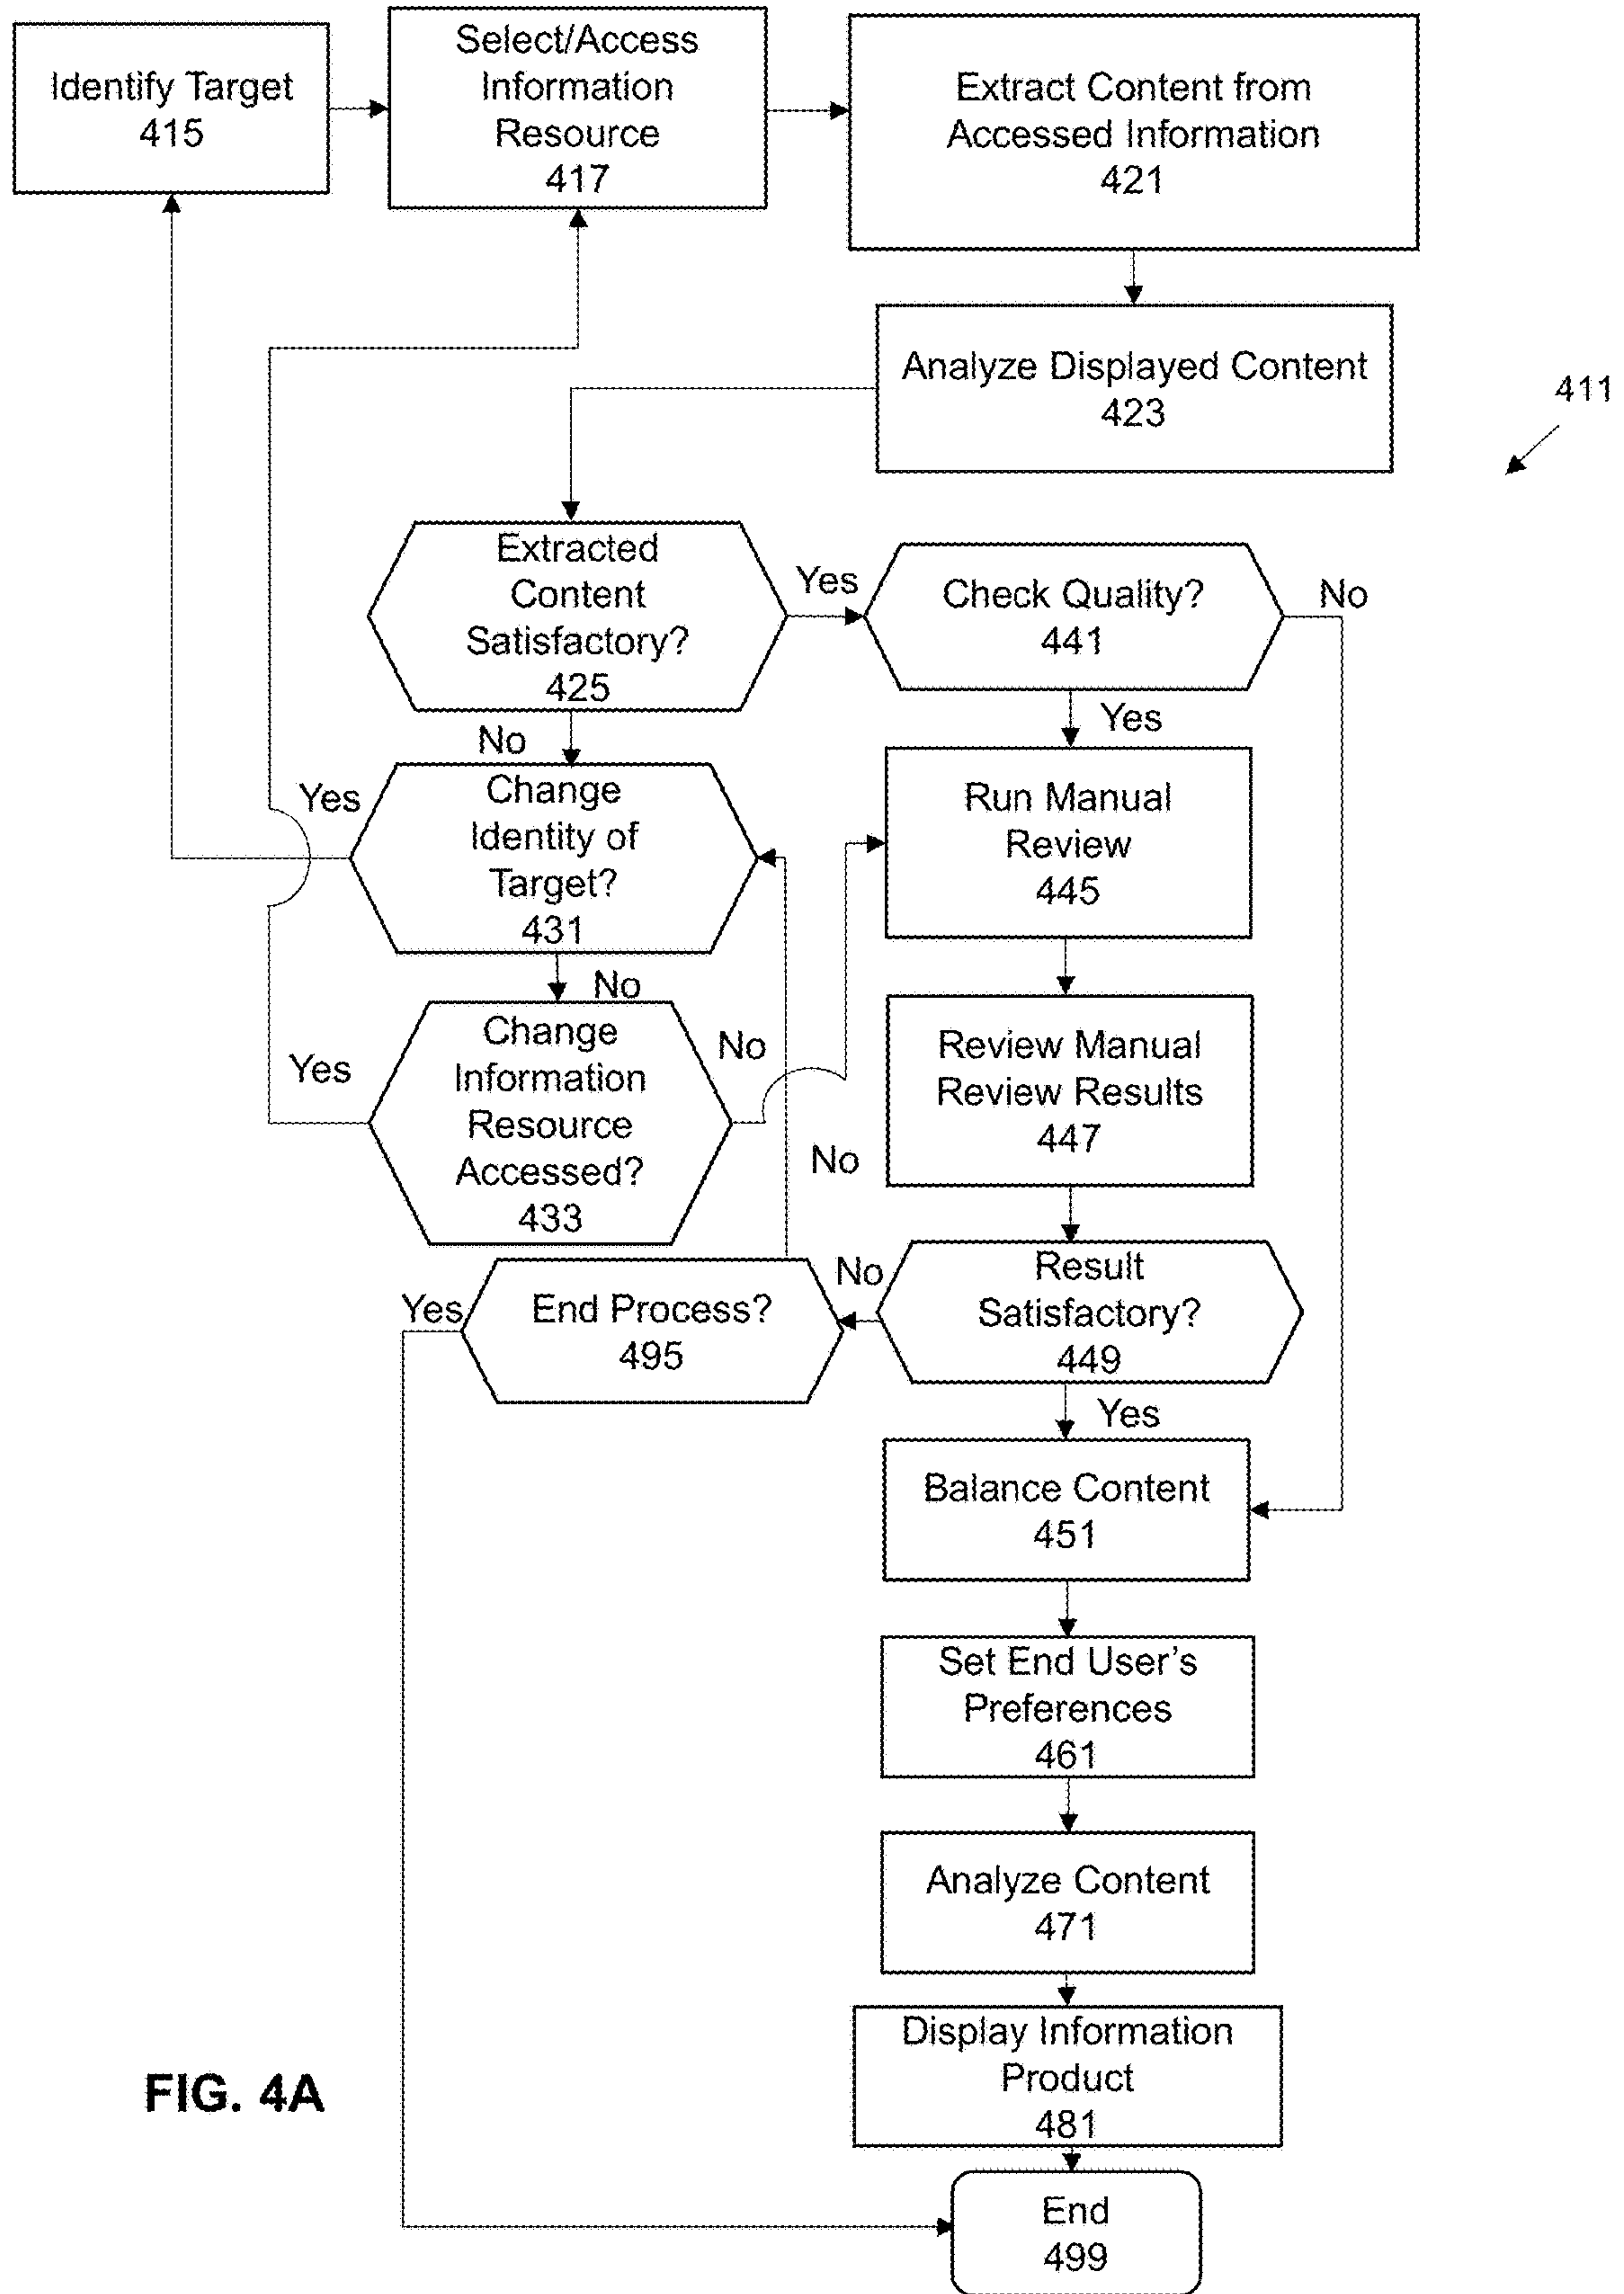 Identify Target
415
Select/Access
Information
Resource
417
Extract Content from
Accessed Information
421
Analyze Displayed Content
423
411
Extracted
Content
Satisfactory?
425
Yes
Check Quality?
441
No
No
Yes
Yes
Change
Identity of
Target?
431
Run Manual
Review
445
No
Yes
Change
Information
Resource
Accessed?
433
No
Review Manual
Review Results
447
No
Yes
End Process?
495
No
Result
Satisfactory?
449
Yes
Balance Content
451
Set End User’s
Preferences
461
Analyze Content
471
Display Information
Product
481
FIG. 4A
End
499